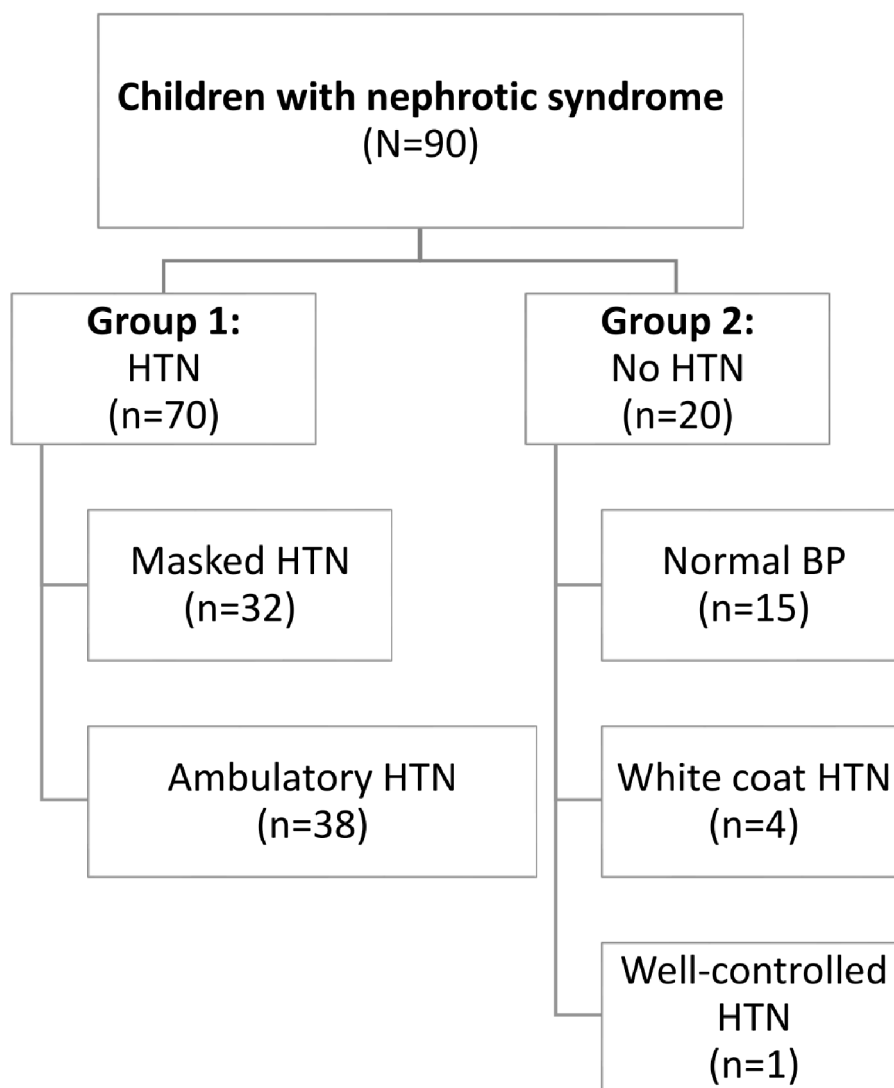 Children with nephrotic syndrome
(N=90)
Group 1:
HTN
(n=70)
Group 2:
No HTN
(n=20)
Masked HTN
(n=32)
Ambulatory HTN
(n=38)
Normal BP
(n=15)
White coat HTN
(n=4)
Well-controlled
HTN
(n=1)